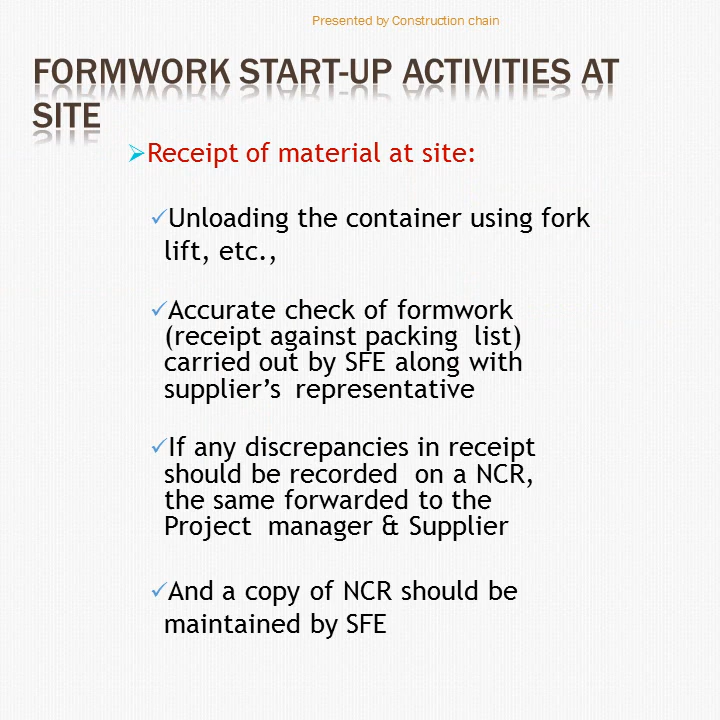 Presented by Construction chain
FORMWORK START-UP ACTIVITIES AT
SITE
Receipt of material at site:
Unloading the container using fork
lift, etc.,
Accurate check of formwork
(receipt against packing  list)
carried out by SFE along with
supplier’s  representative
If any discrepancies in receipt
should be recorded  on a NCR,
the same forwarded to the
Project  manager & Supplier
And a copy of NCR should be
maintained by SFE